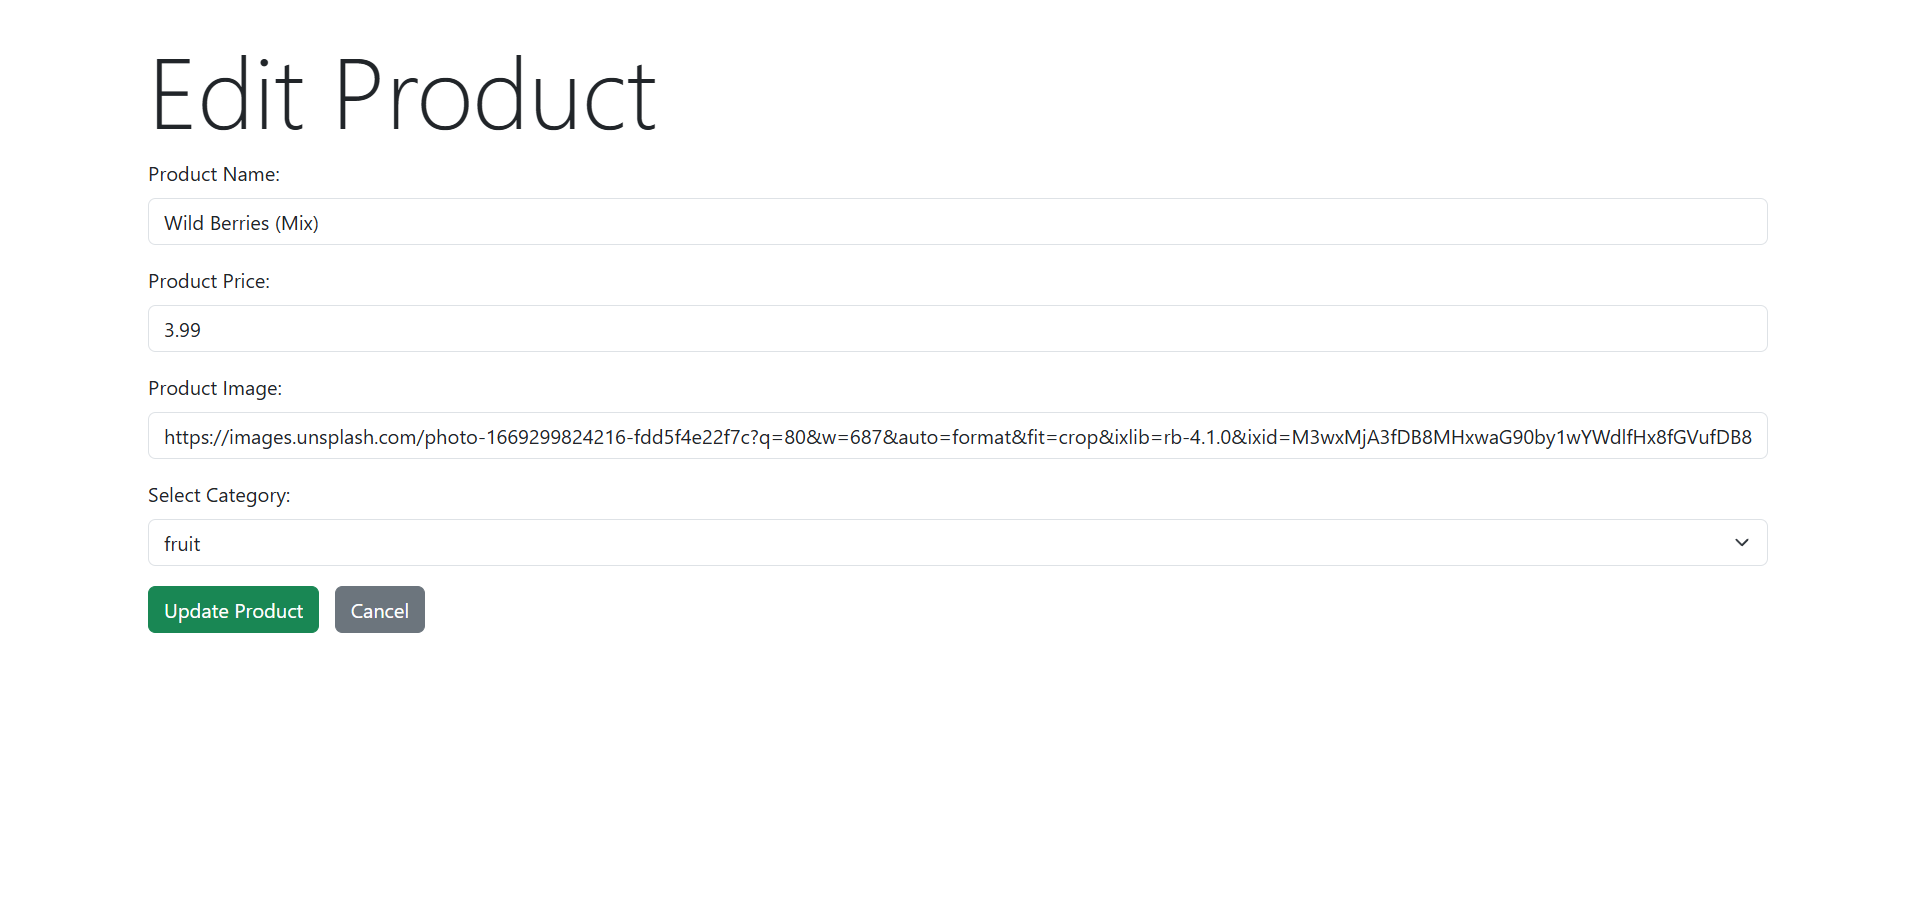 Edit Product
Product Name:
Wild Berries (Mix)
Product Price:
3.99
Product Image:
https://images.unsplash.com/photo-1669299824216-fdd5f4e22f7c?q=80&w=687&auto=format&fit=crop&ixlib=rb-4.1.0&ixid=M3wxMjA3fDB8MHxwaG90by1wYWdlfHx8fGVufDB8
Select Category:
fruit
Update Product Cancel